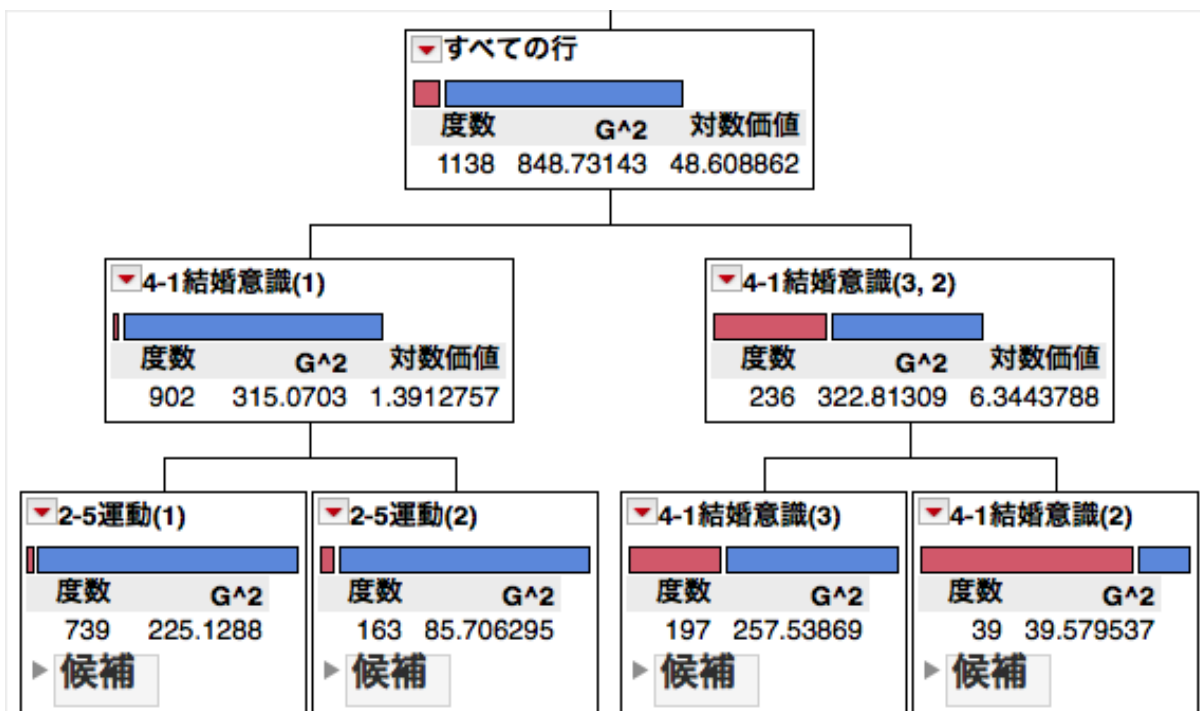 すべての行
度数 G^2 対数価値
1138 848.73143 48.608862
4-1結婚意識(1)
度数 G^2 対数価値
902 315.0703 1.3912757
4-1結婚意識(3, 2)
度数 G^2 対数価値
236 322.81309 6.3443788
2-5運動(1)
度数 G^2
739 225.1288
候補
2-5運動(2)
度数 G^2
163 85.706295
候補
4-1結婚意識(3)
度数 G^2
197 257.53869
候補
4-1結婚意識(2)
度数 G^2
39 39.579537
候補